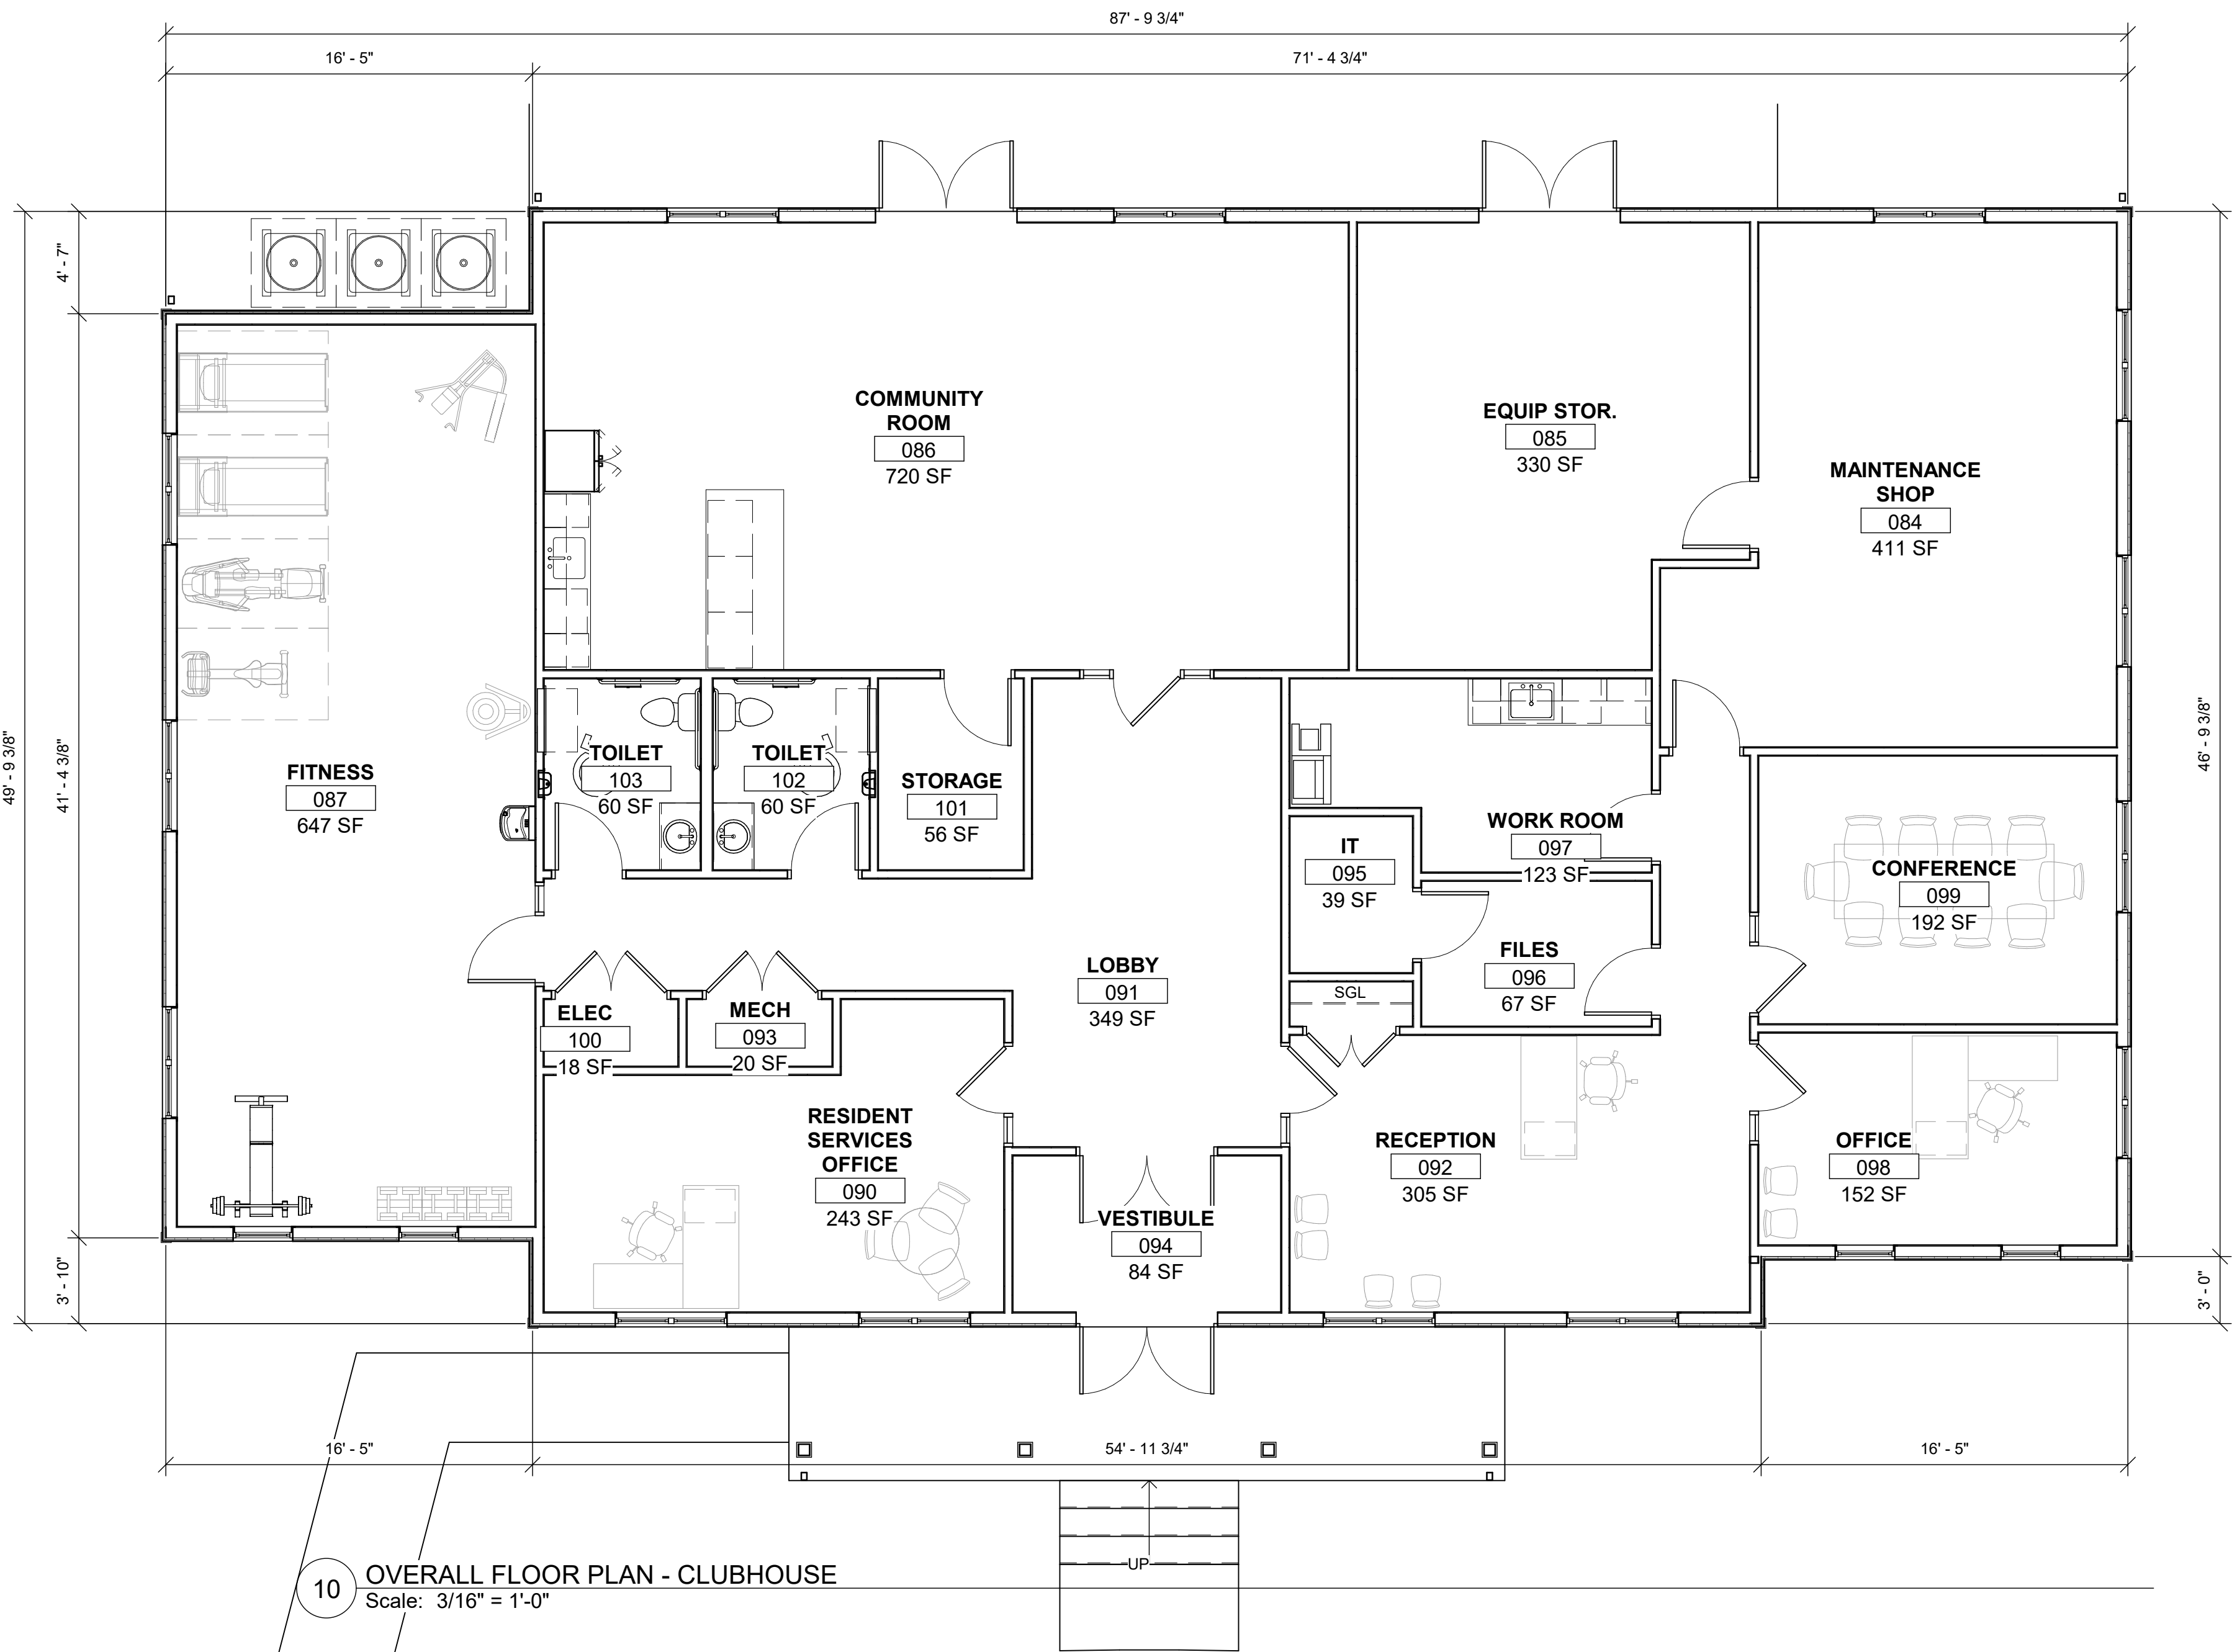 87' - 9 3/4"
16' - 5"
71' - 4 3/4"
4' - 7"
49' - 9 3/8"
41' - 4 3/8"
3' - 10"
46' - 9 3/8"
3' - 0"
COMMUNITY
ROOM
086
720 SF
EQUIP STOR.
085
330 SF
MAINTENANCE
SHOP
084
411 SF
FITNESS
087
647 SF
TOILET
103
60 SF
TOILET
102
60 SF
STORAGE
101
56 SF
WORK ROOM
097
123 SF
IT
095
39 SF
CONFERENCE
099
192 SF
FILES
096
67 SF
LOBBY
091
349 SF
SGL
ELEC
100
18 SF
MECH
093
20 SF
RESIDENT
SERVICES
OFFICE
090
243 SF
VESTIBULE
094
84 SF
RECEPTION
092
305 SF
OFFICE
098
152 SF
16' - 5"
54' - 11 3/4"
16' - 5"
UP
10
OVERALL FLOOR PLAN - CLUBHOUSE
Scale: 3/16" = 1'-0"